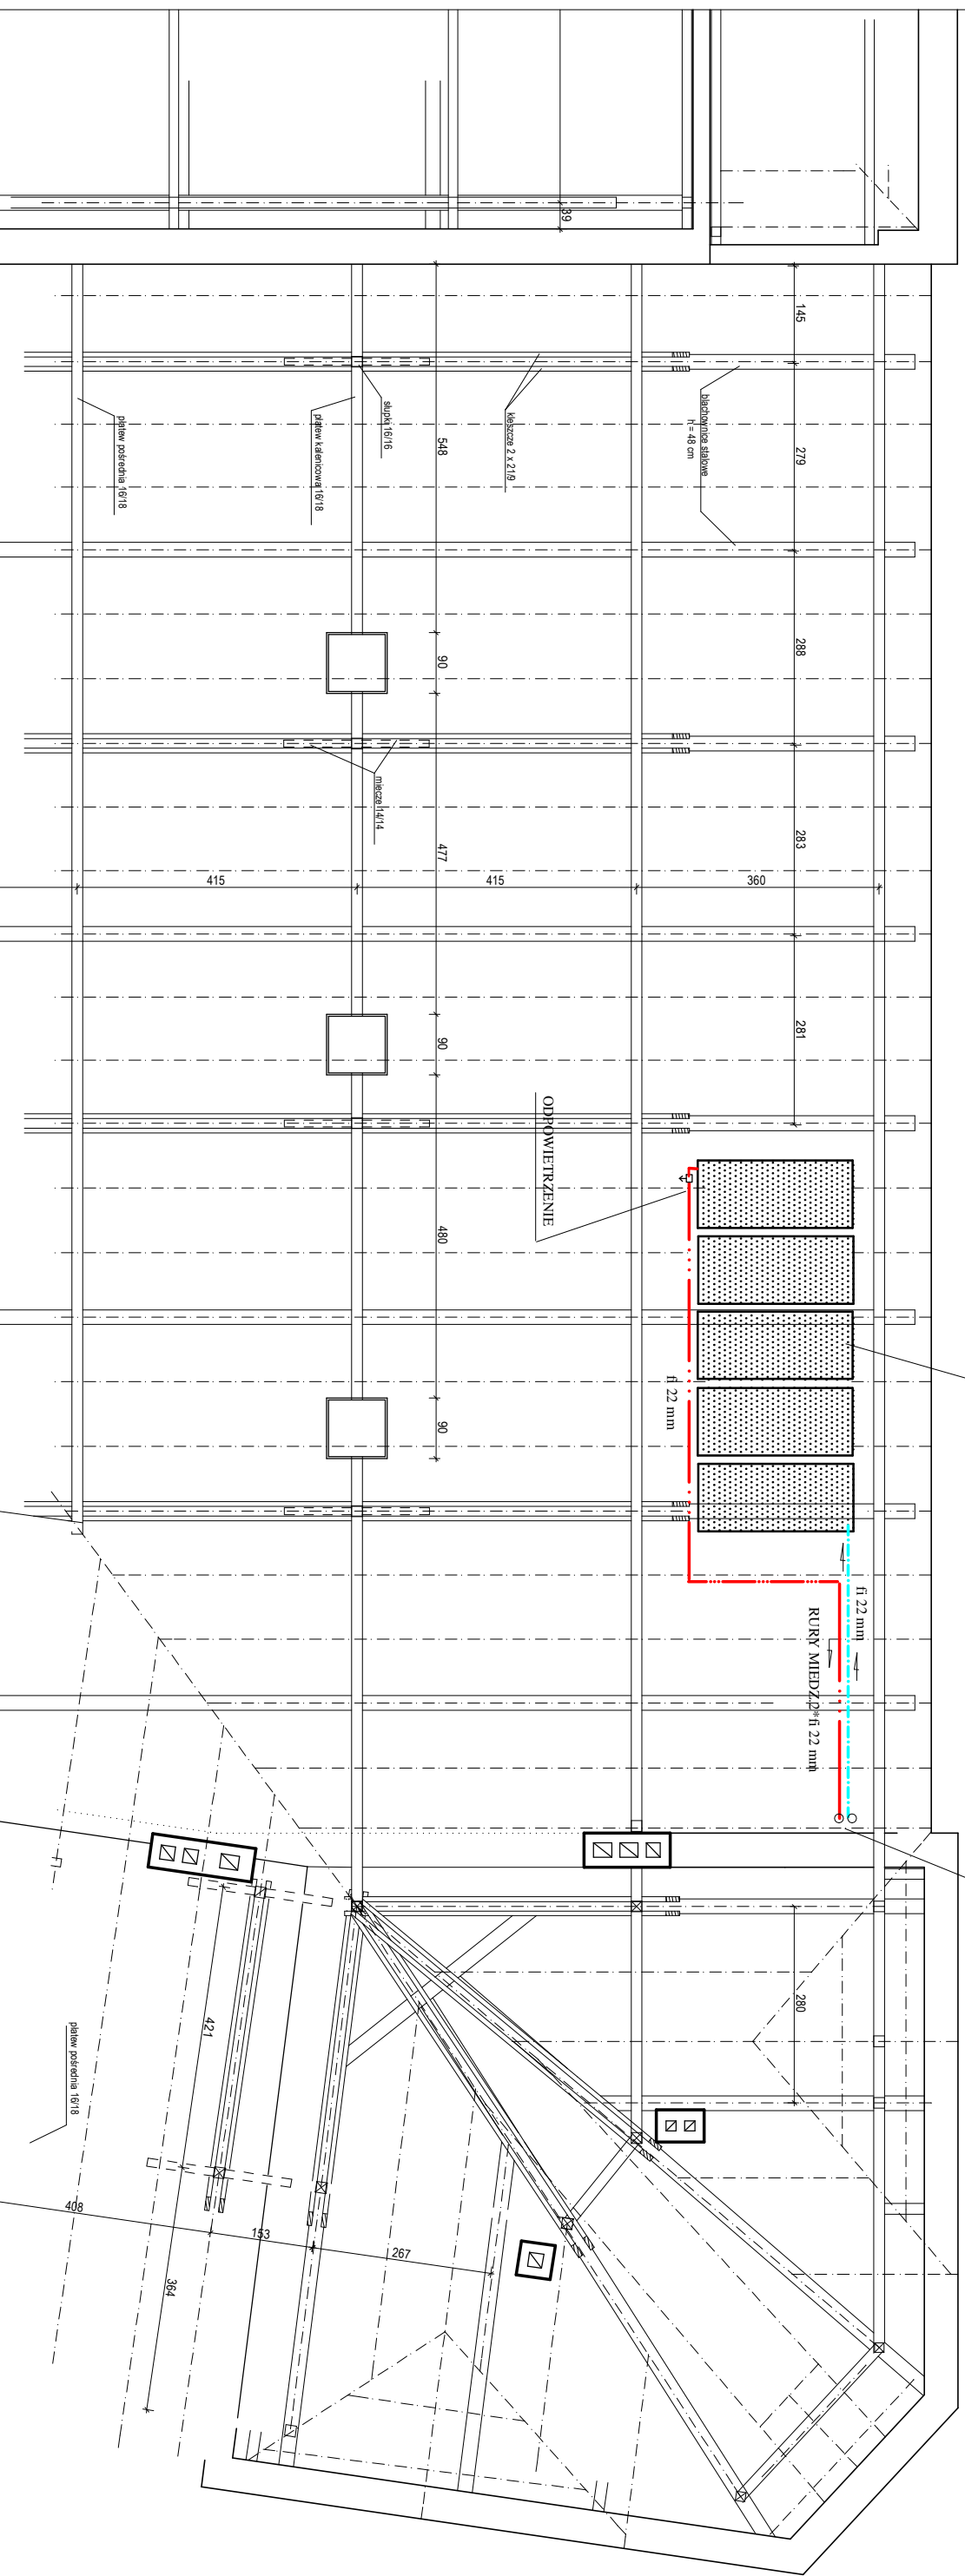 39
145
279
288
283
281
blachownice stalowe
h = 48 cm
kleszcze 2 x 21/9
słupki 16/16
płatew kalenicowa 16/18
płatew pośrednia 16/18
548
90
477
90
480
90
miecze 14/14
415
415
360
ODPOWIETRZENIE
fi 22 mm
fi 22 mm
RURY MIEDZ.2*fi 22 mm
280
421
364
płatew pośrednia 16/18
408
153
267